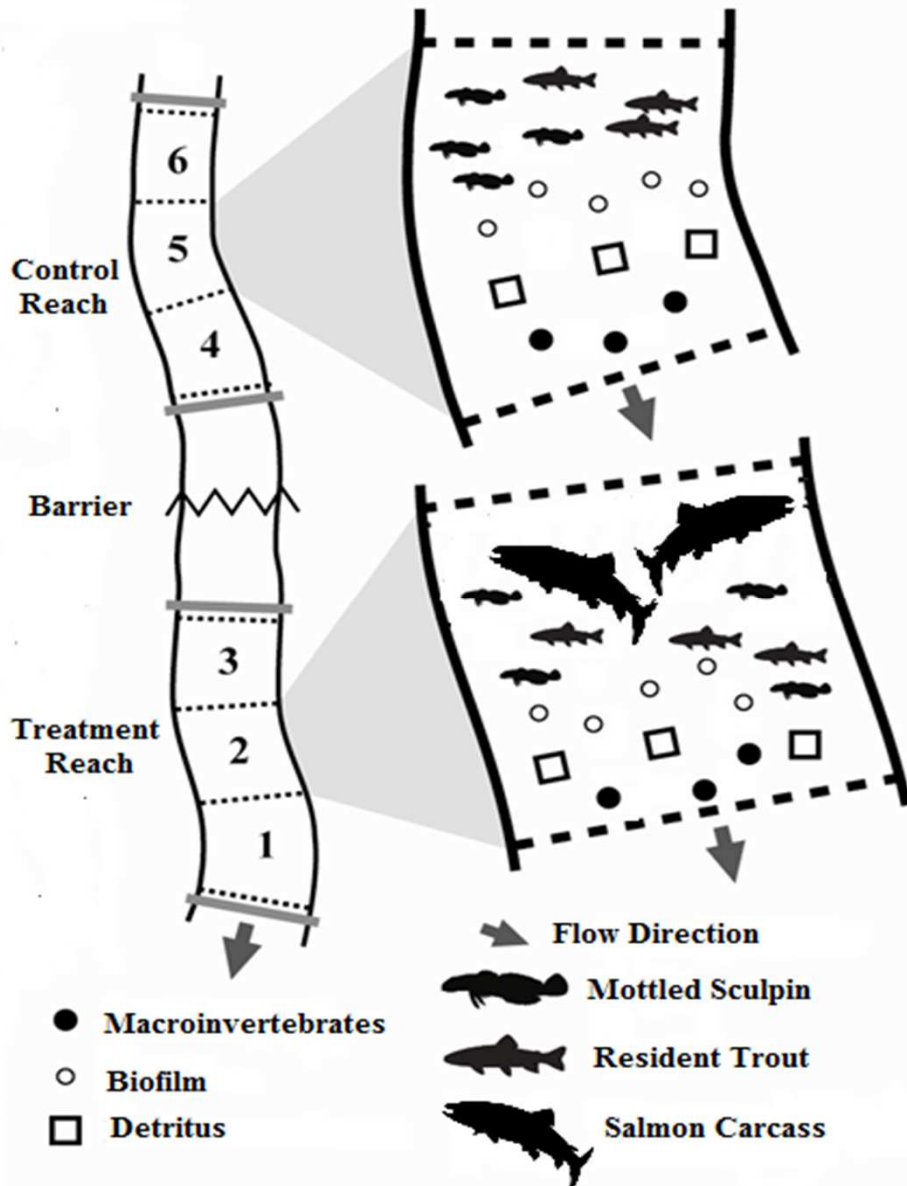 6
5
Control
Reach
4
Barrier
3
Treatment
Reach
2
1
Flow Direction
Mottled Sculpin
Macroinvertebrates
Resident Trout
Biofilm
Detritus
Salmon Carcass